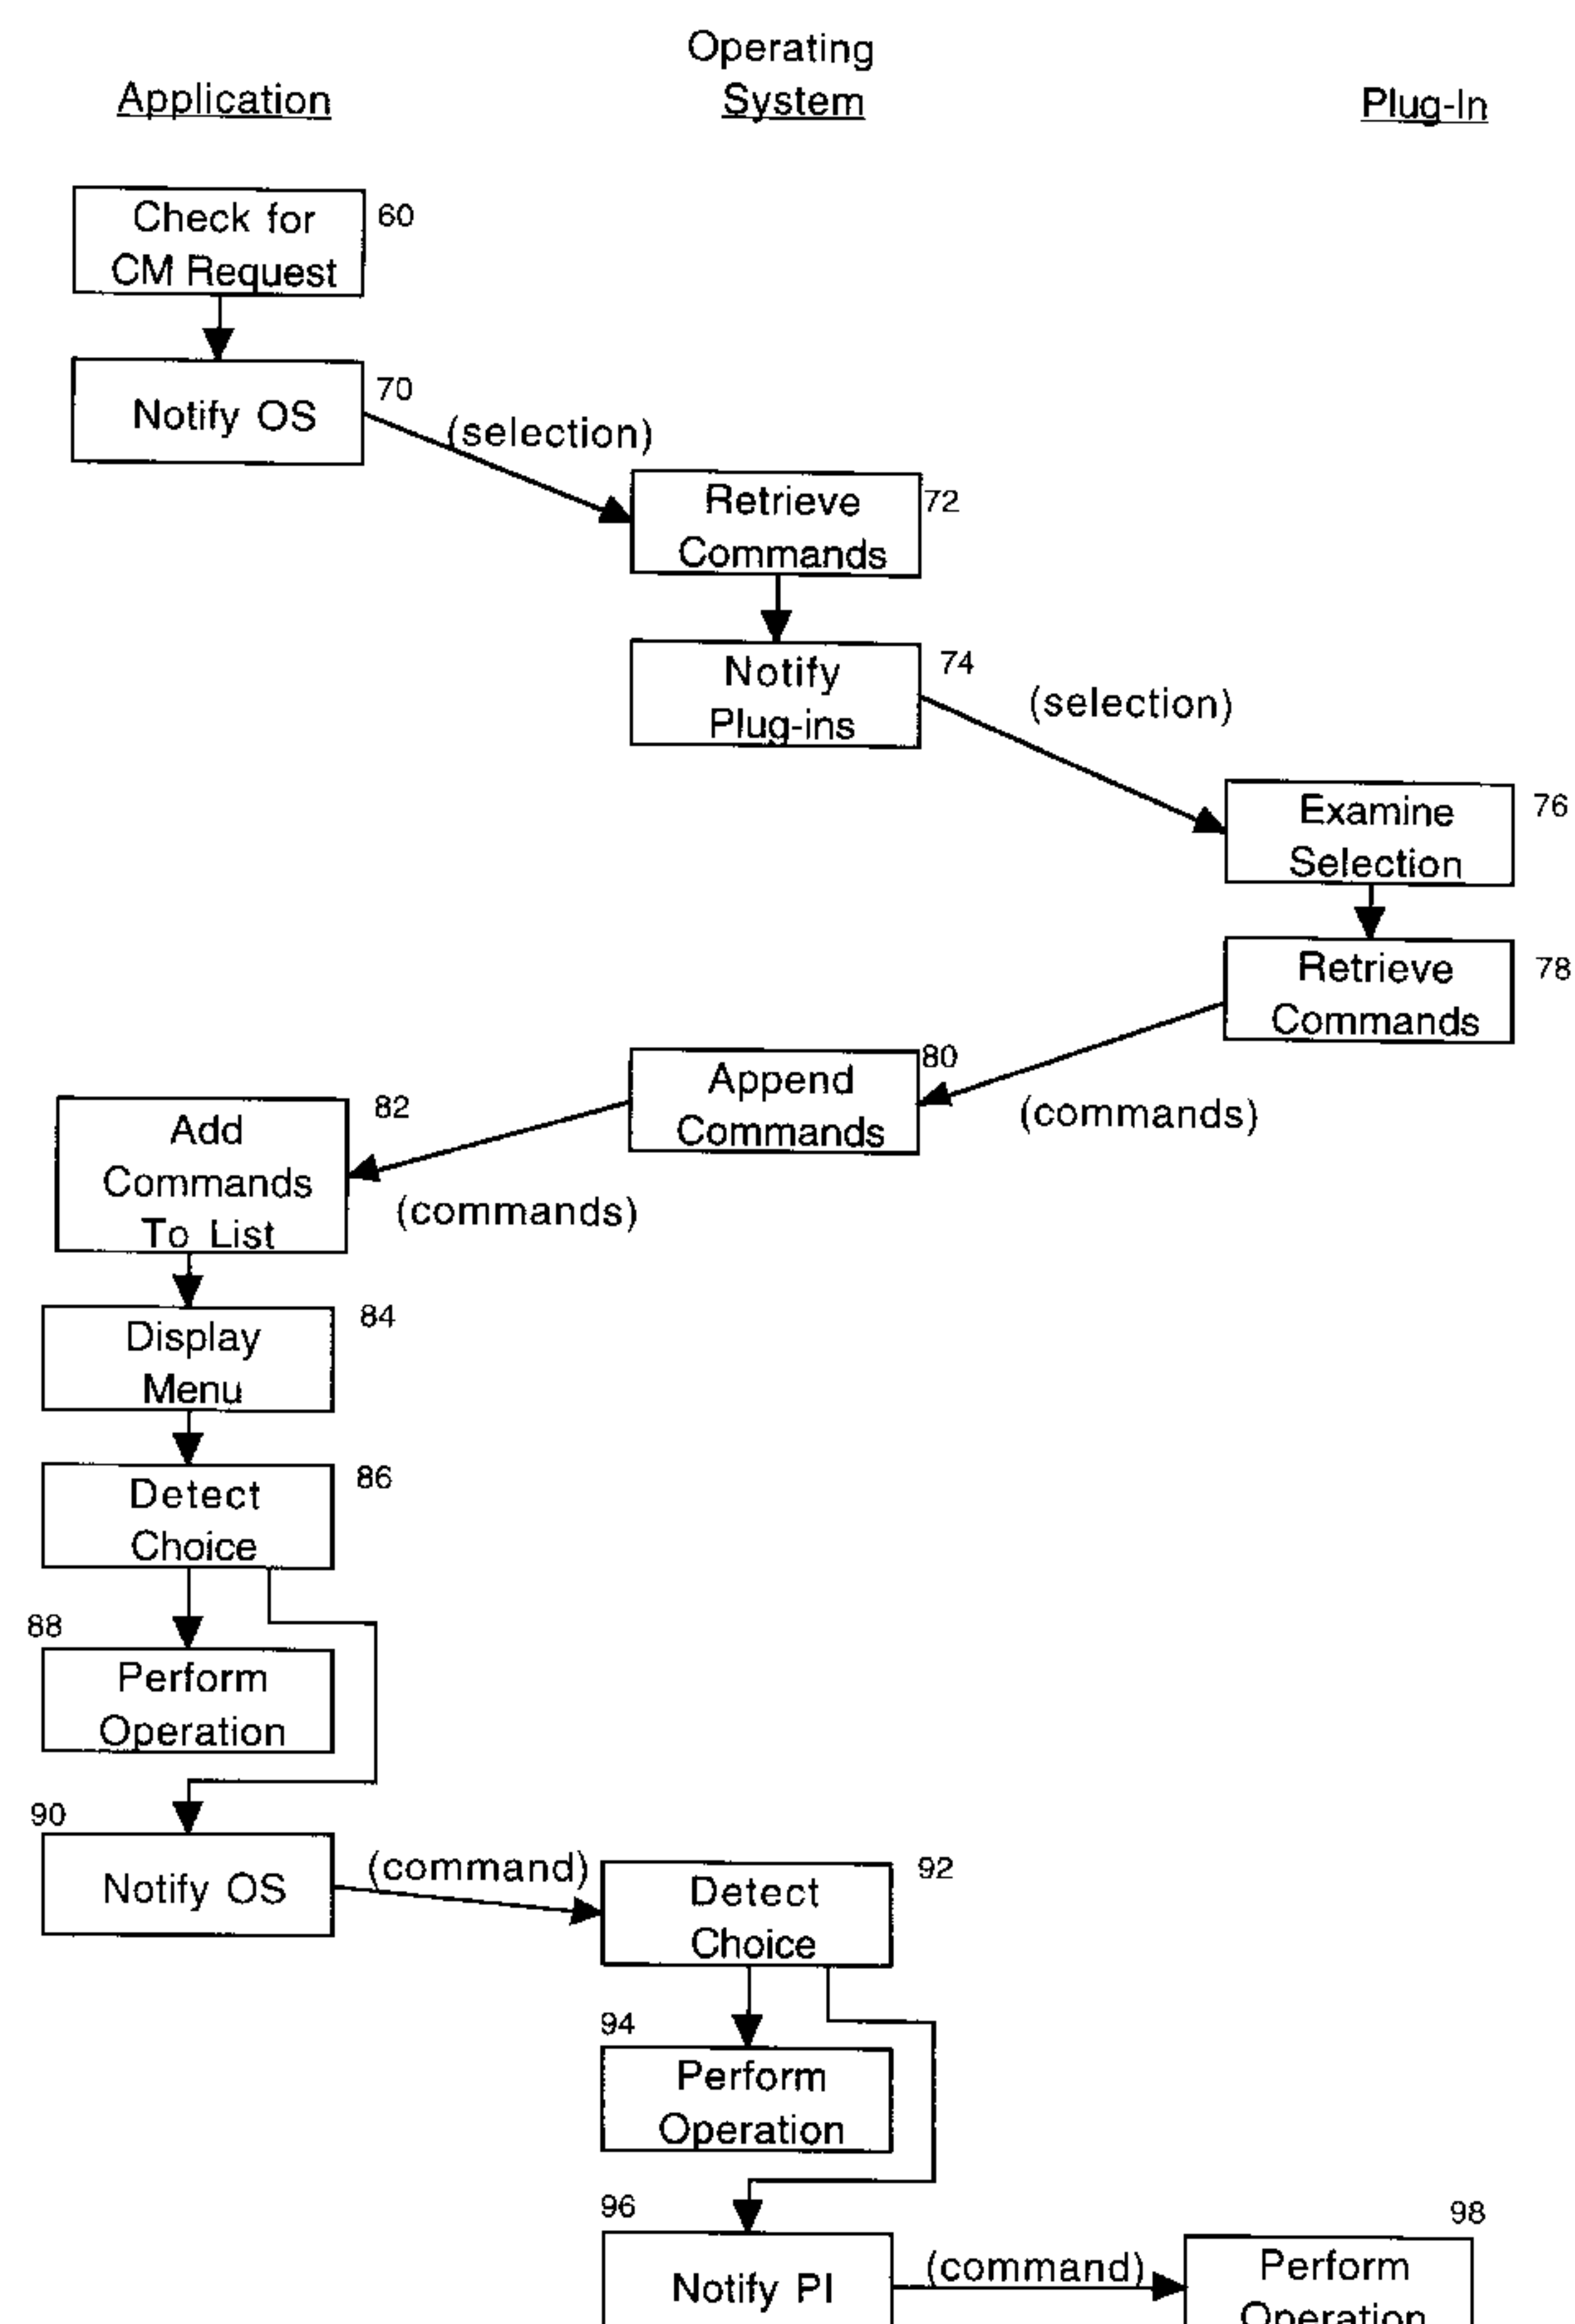 Operating
Application
System
Plug-In
Check for
CM Request
60
Notify OS
70
(selection)
Retrieve
Commands
72
Notify
Plug-ins
74
(selection)
Examine
Selection
76
Retrieve
Commands
78
(commands)
Append
Commands
80
(commands)
Add
Commands
To List
82
Display
Menu
84
Detect
Choice
86
88
Perform
Operation
90
Notify OS
(command)
Detect
Choice
92
94
Perform
Operation
96
Notify PI
(command)
98
Perform
Operation